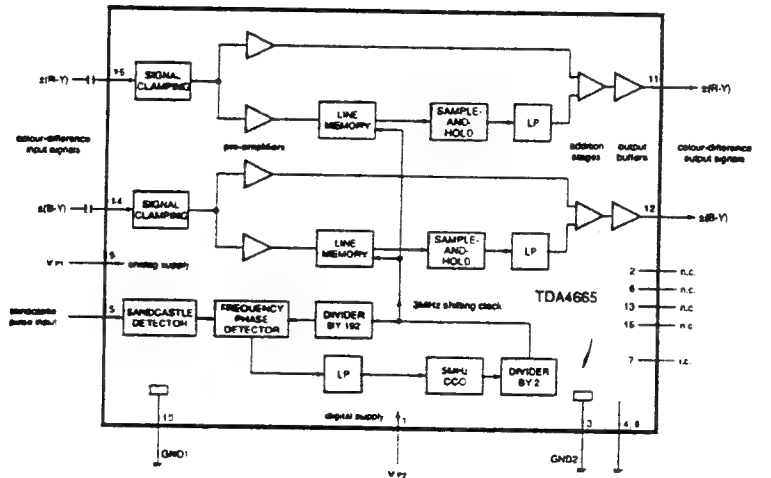 SIGNAL
CLAMPING
11
pre-amplifiers
LINE
MEMORY
SAMPLE-
AND-
HOLD
LP
addition
stages
output
buffers
colour-difference
input signals
colour-difference
output signals
SIGNAL
CLAMPING
12
LINE
MEMORY
SAMPLE-
AND-
HOLD
LP
analog supply
2
n.c.
6
n.c.
13
n.c.
15
n.c.
7
i.c.
3MHz shifting clock
TDA4665
sandcastle
pulse input
5
SANDCASTLE
DETECTOR
FREQUENCY
PHASE
DETECTOR
DIVIDER
BY 192
LP
DIVIDER
BY 2
digital supply
10
1
3
4, 8
GND1
VP2
GND2